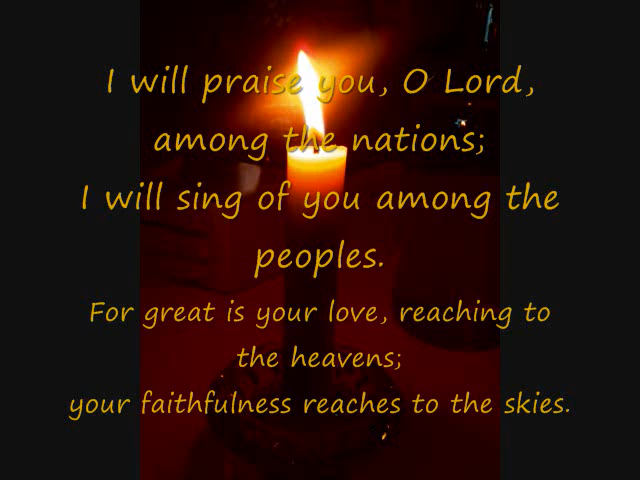 I will praise you, O Lord,
among the nations;
I will sing of you among the
peoples.
For great is your love, reaching to
the heavens;
your faithfulness reaches to the skies.